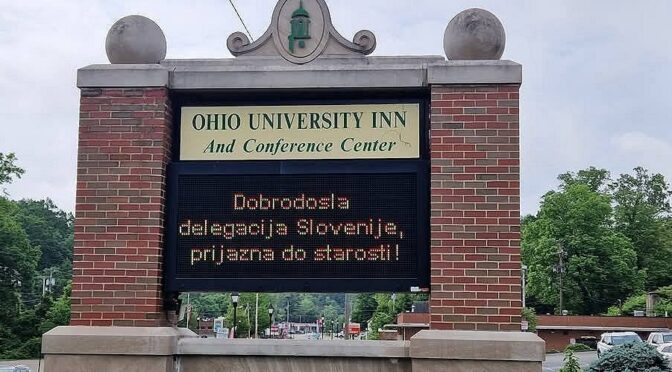 OHIO UNIVERSITY INN
And Conference Center
Dobrodosla
delegacija Slovenije,
prijazna do starosti!